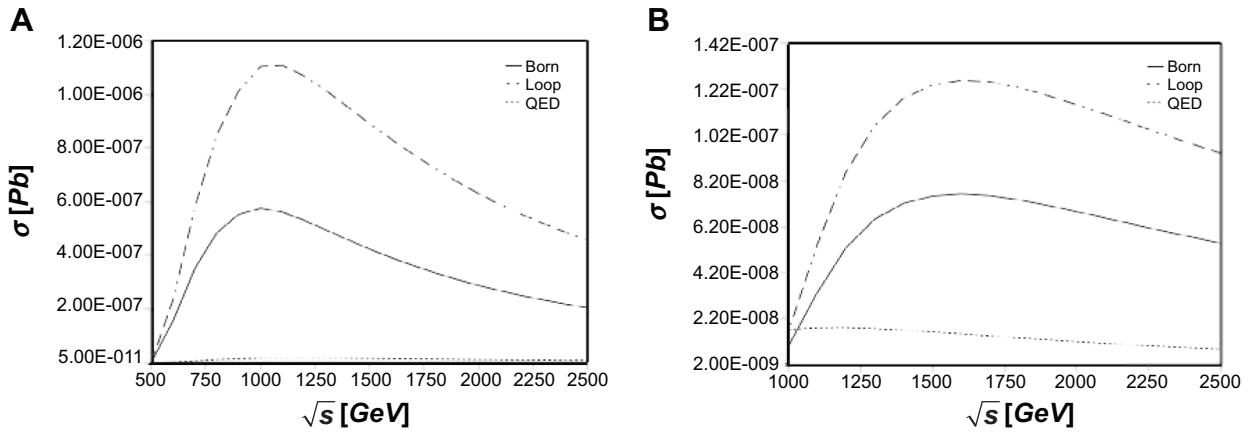 A
σ [Pb]
1.20E-006
1.00E-006
8.00E-007
6.00E-007
4.00E-007
2.00E-007
5.00E-011
500 750 1000 1250 1500 1750 2000 2250 2500
√s [GeV]
Born
Loop
QED
B
σ [Pb]
1.42E-007
1.22E-007
1.02E-007
8.20E-008
6.20E-008
4.20E-008
2.20E-008
2.00E-009
1000 1250 1500 1750 2000 2250 2500
√s [GeV]
Born
Loop
QED